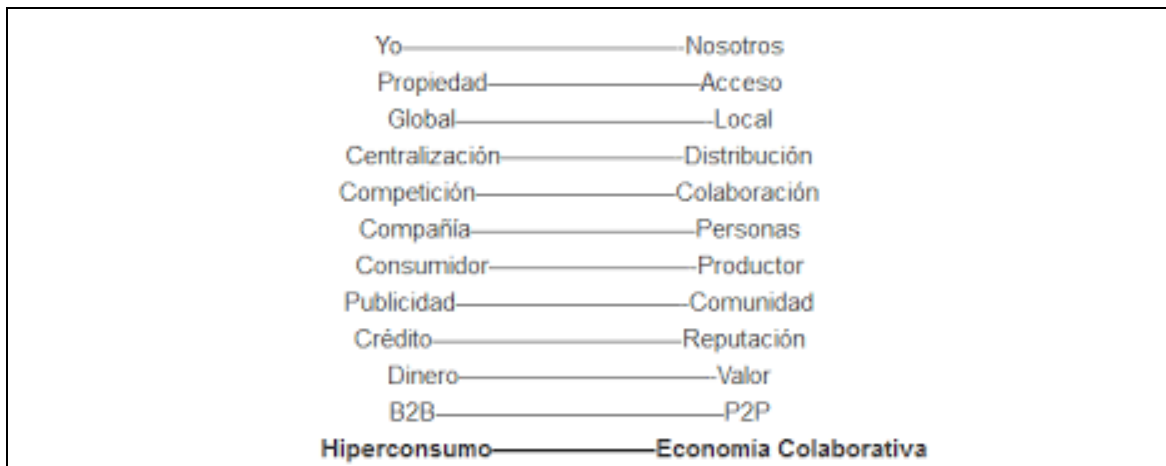 Yo Nosotros
Propiedad Acceso
Global Local
Centralización Distribución
Competición Colaboración
Compañía Personas
Consumidor Productor
Publicidad Comunidad
Crédito Reputación
Dinero Valor
B2B P2P
Hiperconsumo Economía Colaborativa